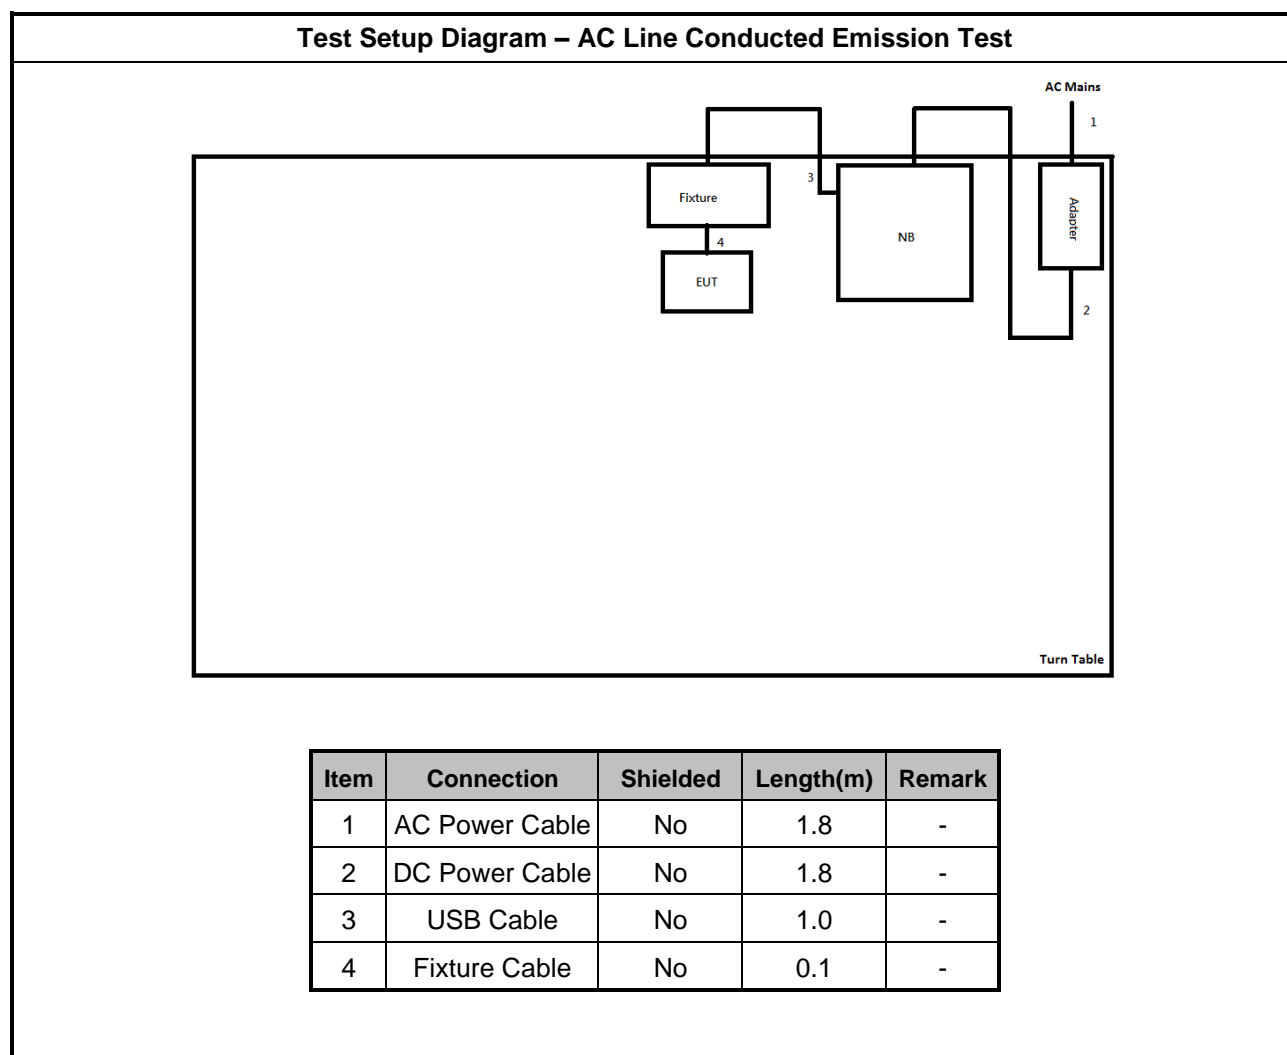 Test Setup Diagram – AC Line Conducted Emission Test
AC Mains
1
3
Fixture
Adapter
NB
4
EUT
2
Turn Table
Item Connection Shielded Length(m) Remark
1 AC Power Cable No 1.8 -
2 DC Power Cable No 1.8 -
3 USB Cable No 1.0 -
4 Fixture Cable No 0.1 -